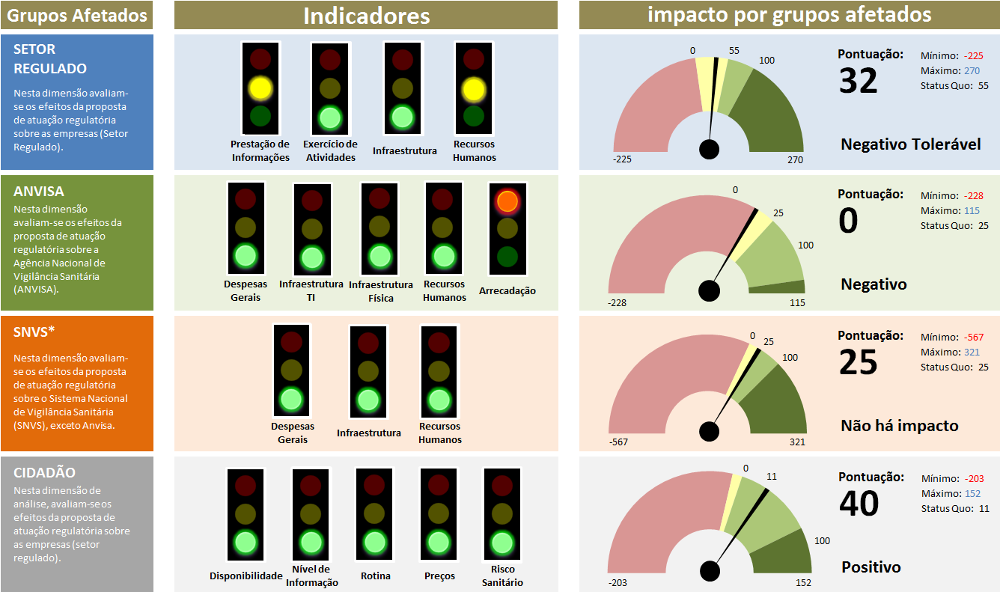 Grupos Afetados
Indicadores
impacto por grupos afetados
SETOR
REGULADO
Nesta dimensão avaliam-
se os efeitos da proposta
de atuação regulatória
sobre as empresas (Setor
Regulado).
Prestação de
Informações
Exercício de
Atividades
Infraestrutura
Recursos
Humanos
0
55
100
-225
270
Pontuação:
32
Mínimo: -225
Máximo: 270
Status Quo: 55
Negativo Tolerável
ANVISA
Nesta dimensão
avaliam-se os efeitos da
proposta de atuação
regulatória sobre a
Agência Nacional de
Vigilância Sanitária
(ANVISA).
Despesas
Gerais
Infraestrutura
TI
Infraestrutura
Física
Recursos
Humanos
Arrecadação
0
25
100
-228
115
Pontuação:
0
Mínimo: -228
Máximo: 115
Status Quo: 25
Negativo
SNVS*
Nesta dimensão avaliam-
se os efeitos da proposta
de atuação regulatória
sobre o Sistema Nacional
de Vigilância Sanitária
(SNVS), exceto Anvisa.
Despesas
Gerais
Infraestrutura
Recursos
Humanos
0
25
100
-567
321
Pontuação:
25
Mínimo: -567
Máximo: 321
Status Quo: 25
Não há impacto
CIDADÃO
Nesta dimensão de
análise, avaliam-se os
efeitos da proposta de
atuação regulatória sobre
as empresas (setor
regulado).
Disponibilidade
Nível de
Informação
Rotina
Preços
Risco
Sanitário
0
11
100
-203
152
Pontuação:
40
Mínimo: -203
Máximo: 152
Status Quo: 11
Positivo